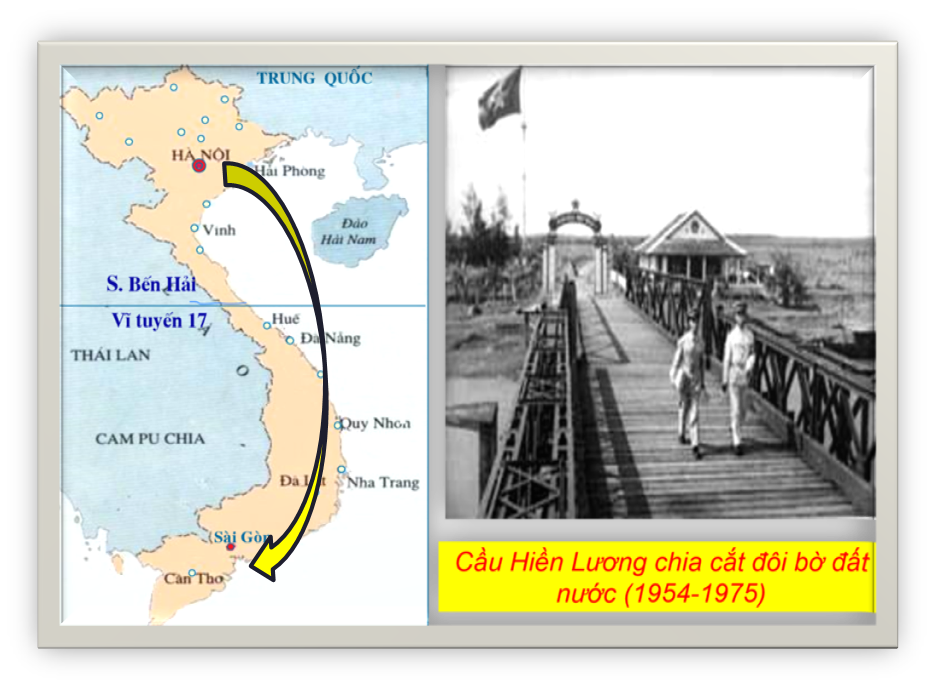 TRUNG QUỐC
HÀ NỘI
Hải Phòng
Đảo
Hải Nam
Vinh
S. Bến Hải
Vĩ tuyến 17
Huế
Đà Nẵng
THÁI LAN
CAM PU CHIA
Quy Nhơn
Nha Trang
(Sài Gòn
Cần Thơ
Cầu Hiền Lương chia cắt đôi bờ đất
nước (1954-1975)